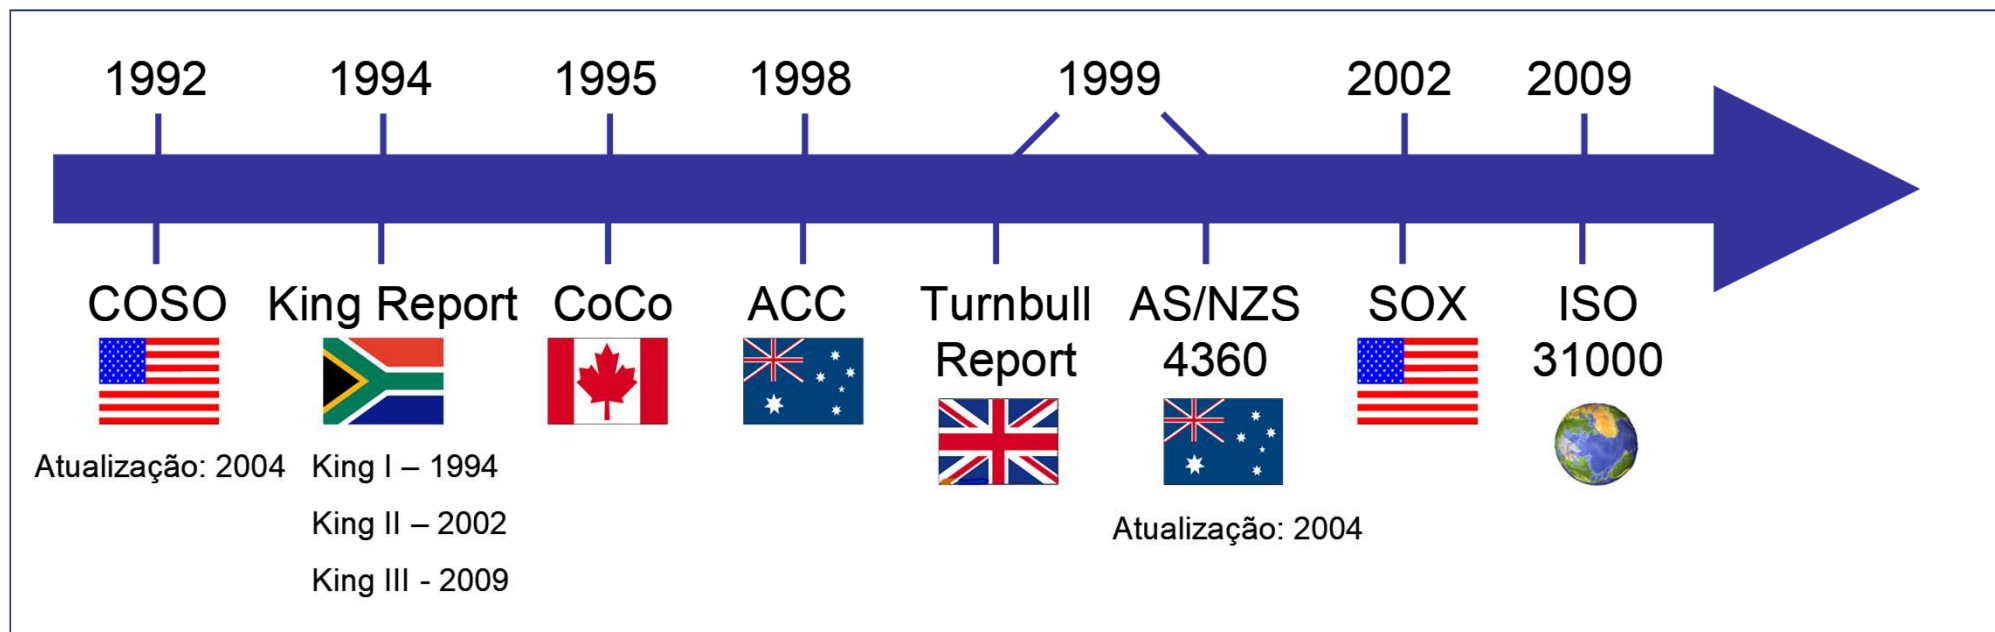 1992 1994 1995 1998 1999 2002 2009
COSO King Report CoCo ACC Turnbull AS/NZS SOX ISO
Report 4360 31000
Atualização: 2004 King I – 1994
King II – 2002 Atualização: 2004
King III - 2009